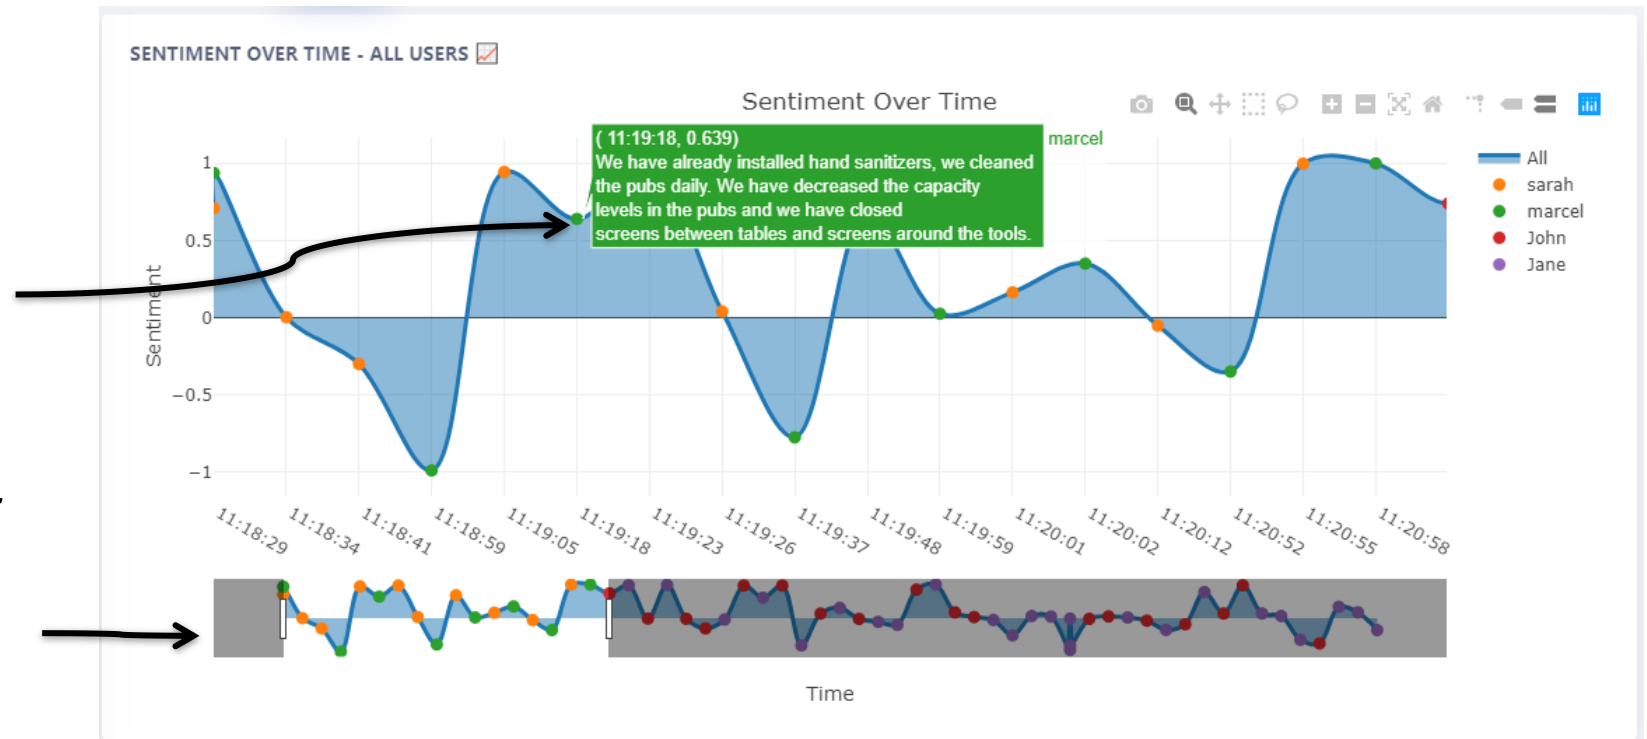 SENTIMENT OVER TIME - ALL USERS
Sentiment Over Time
( 11:19:18, 0.639)
We have already installed hand sanitizers, we cleaned
the pubs daily. We have decreased the capacity
levels in the pubs and we have closed
screens between tables and screens around the tools.
marcel
All
sarah
marcel
John
Jane
Sentiment
1
0.5
0
−0.5
−1
11:18:29
11:18:34
11:18:41
11:18:59
11:19:05
11:19:18
11:19:23
11:19:26
11:19:37
11:19:48
11:19:59
11:20:01
11:20:02
11:20:12
11:20:52
11:20:55
11:20:58
Time